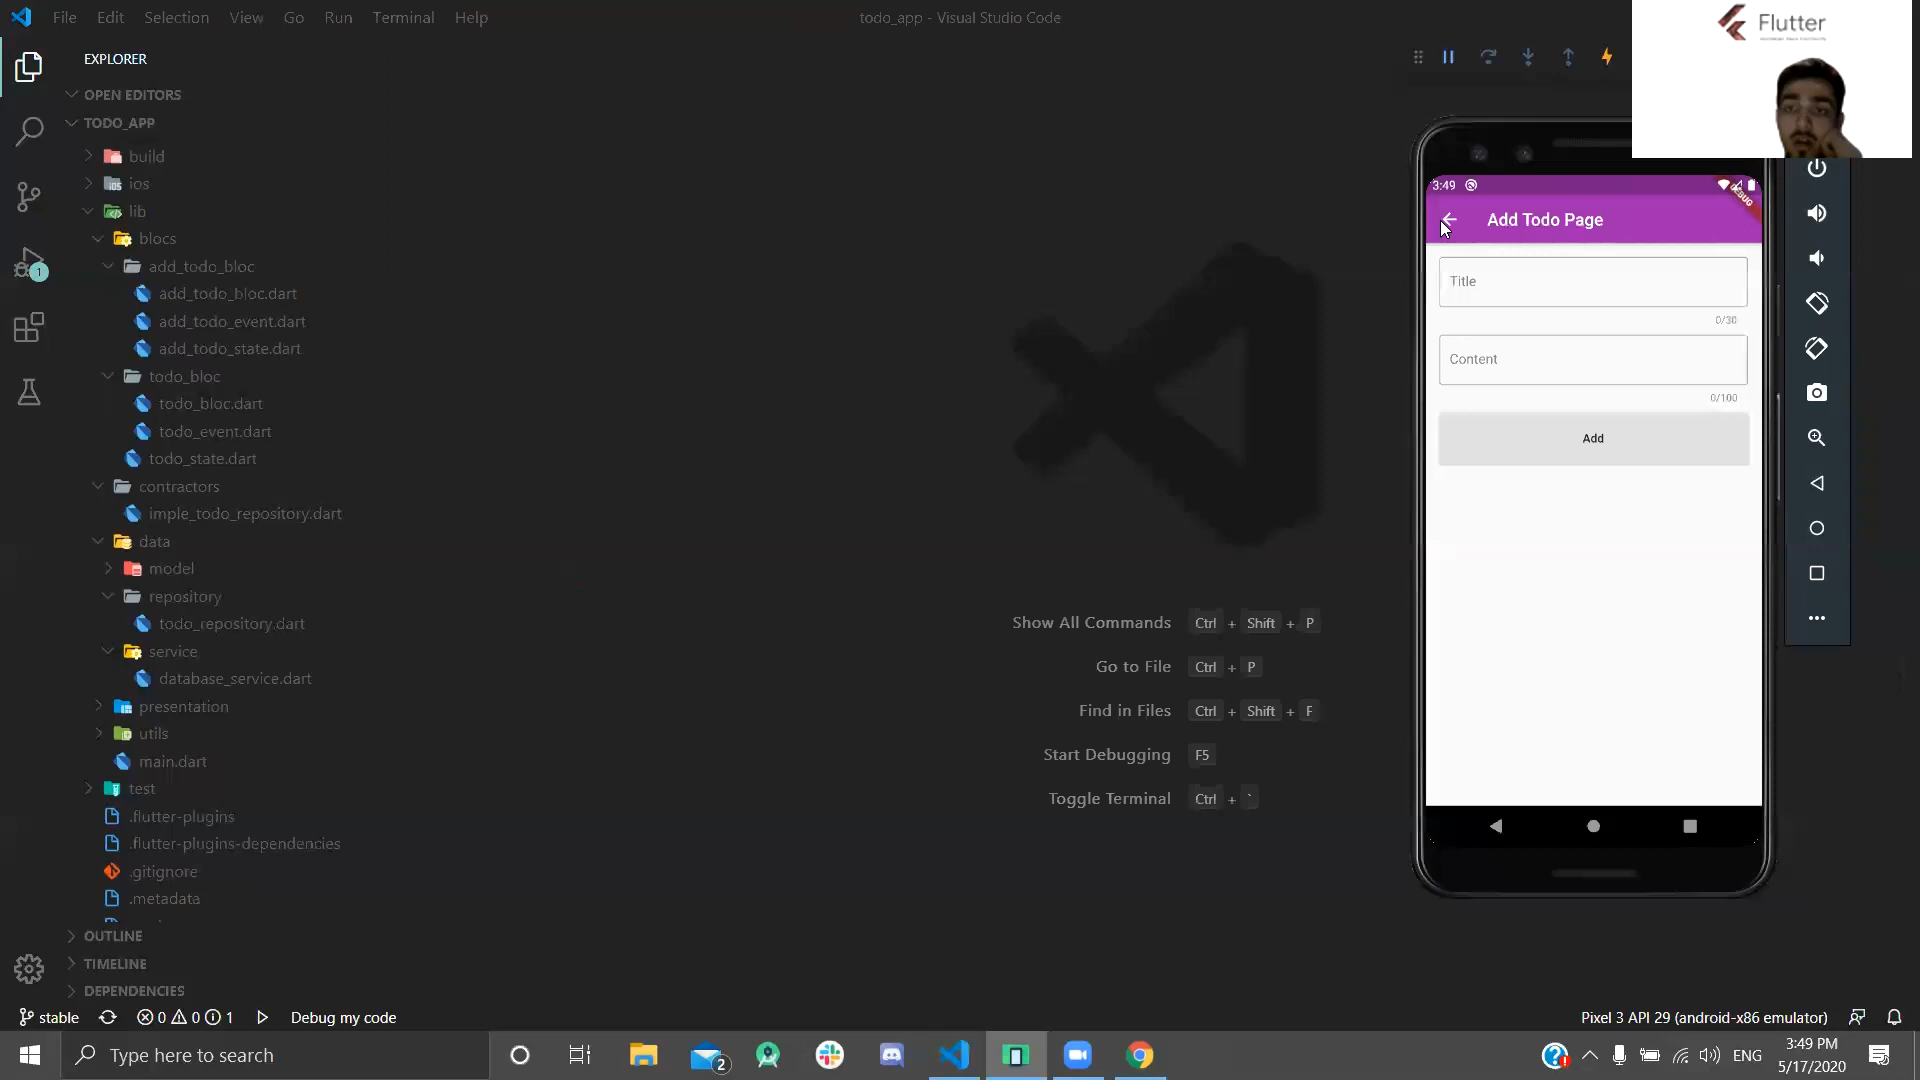 File Edit Selection View Go Run Terminal Help
todo_app - Visual Studio Code
Flutter
EXPLORER
OPEN EDITORS
TODO_APP
build
ios
lib
blocs
add_todo_bloc
add_todo_bloc.dart
add_todo_event.dart
add_todo_state.dart
todo_bloc
todo_bloc.dart
todo_event.dart
todo_state.dart
contractors
imple_todo_repository.dart
data
model
repository
todo_repository.dart
service
database_service.dart
presentation
utils
main.dart
test
.flutter-plugins
.flutter-plugins-dependencies
.gitignore
.metadata
OUTLINE
TIMELINE
DEPENDENCIES
1
Show All Commands Ctrl + Shift + P
Go to File Ctrl + P
Find in Files Ctrl + Shift + F
Start Debugging F5
Toggle Terminal Ctrl + `
3:49
DEBUG
Add Todo Page
Title
0/30
Content
0/100
Add
stable 0 0 1 Debug my code
Pixel 3 API 29 (android-x86 emulator)
Type here to search
2
ENG
3:49 PM
5/17/2020